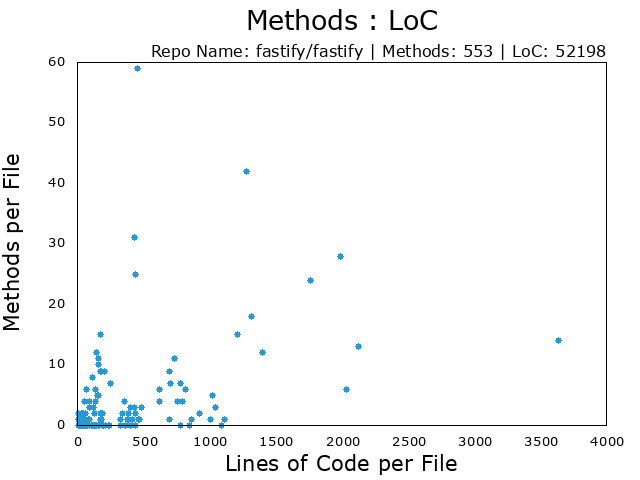 Methods : LoC
Repo Name: fastify/fastify | Methods: 553 | LoC: 52198
60
50
40
30
20
10
0
Methods per File
0 500 1000 1500 2000 2500 3000 3500 4000
Lines of Code per File